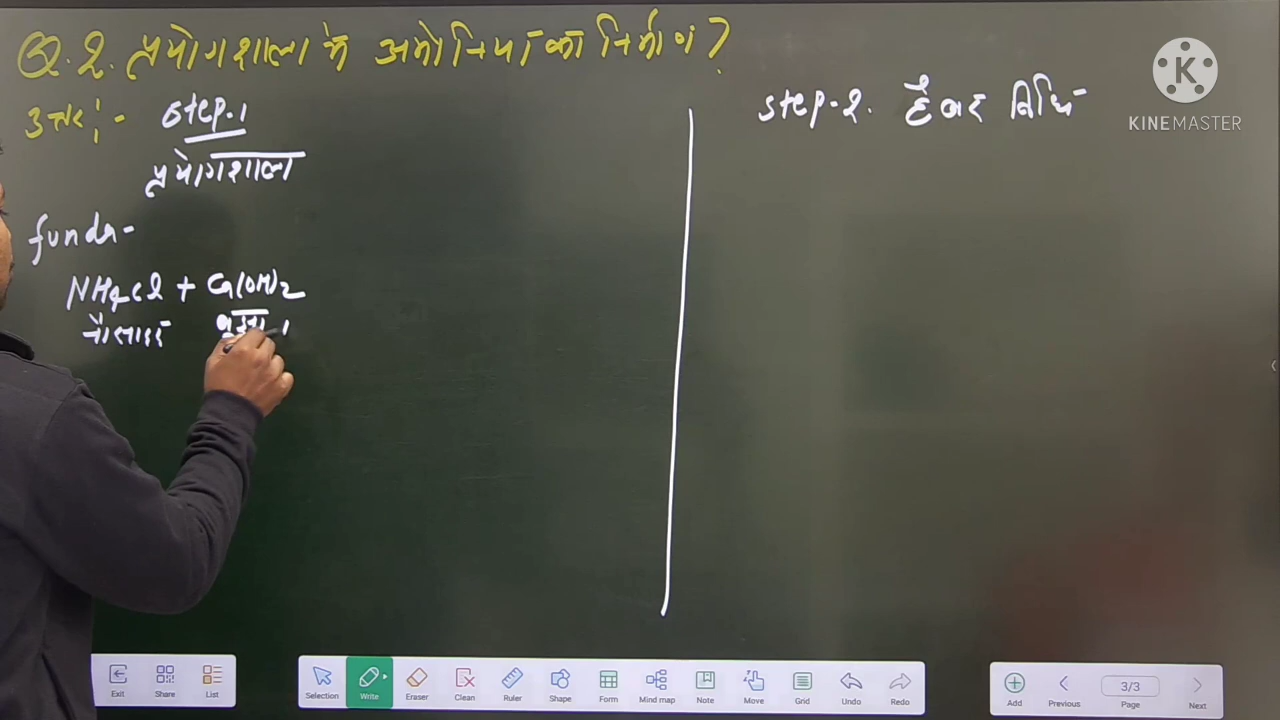 Q.2. प्रयोगशाला में अमोनिया का निर्माण?
उत्तर:- Step.1
प्रयोगशाला
funda-
NH4Cl + Ca(OH)2
नौसादर
Step-2. हैबर विधि
KINEMASTER
Exit Share List
Selection Write Eraser Clean Ruler Shape Form Mind map Note Move Grid Undo Redo
Add Previous 3/3 Page Next